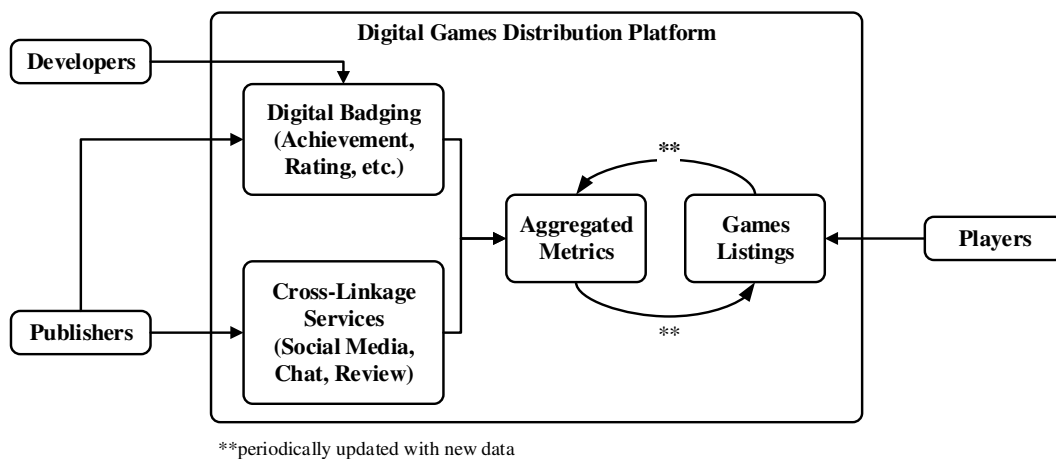 Digital Games Distribution Platform
Developers
Digital Badging
(Achievement,
Rating, etc.)
**
Aggregated
Metrics
Games
Listings
Players
Cross-Linkage
Services
(Social Media,
Chat, Review)
Publishers
**
**periodically updated with new data